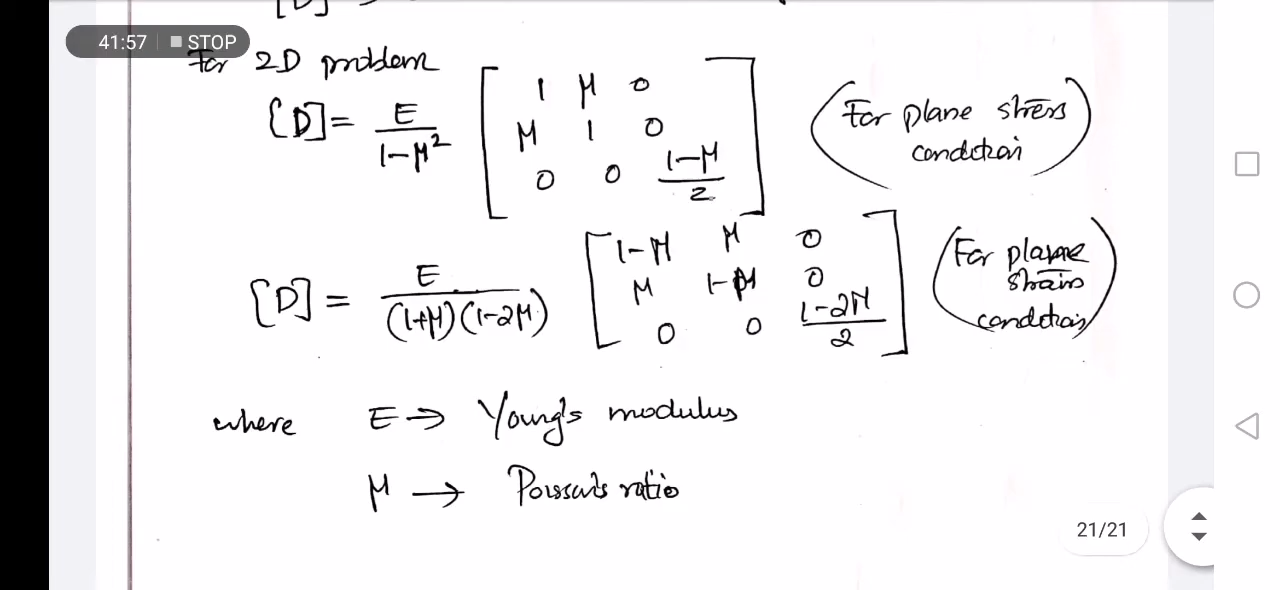 [D]
41:57 STOP
For 2D problem
[D] = E / (1-μ²) [ 1 μ 0
μ 1 0
0 0 (1-μ)/2 ] (For plane stress
condition)
[D] = E / ((1+μ)(1-2μ)) [ 1-μ μ 0
μ 1-μ 0
0 0 (1-2μ)/2 ] (For plane
strain
condition)
where E → Young's modulus
μ → Poisson's ratio
21/21